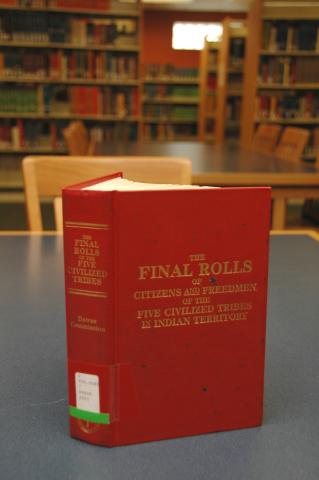 THE
FINAL
ROLLS
OF THE
FIVE
CIVILIZED
TRIBES
Dawes
Commission
THE
FINAL ROLLS
OF
CITIZENS AND FREEDMEN
OF THE
FIVE CIVILIZED TRIBES
IN INDIAN TERRITORY